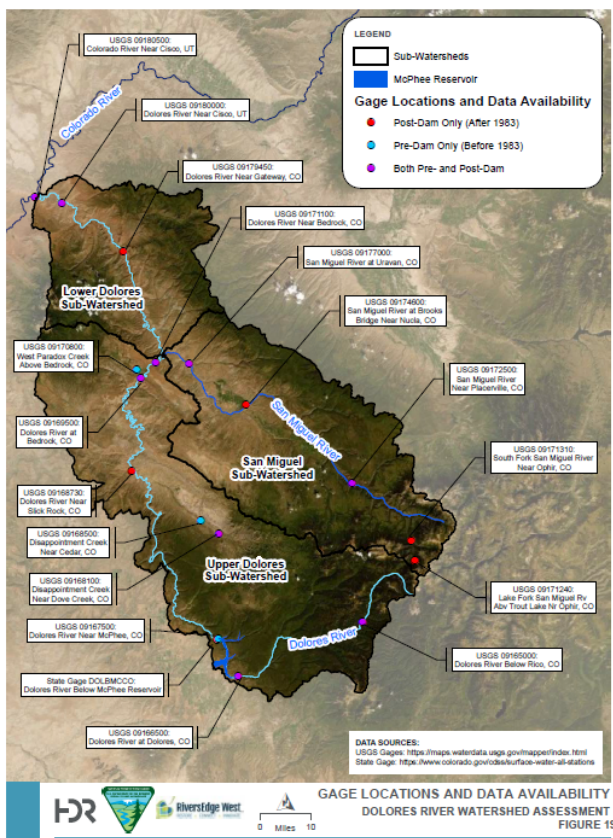 USGS 09180500:
Colorado River Near Cisco, UT
LEGEND
Sub-Watersheds
McPhee Reservoir
Gage Locations and Data Availability
Post-Dam Only (After 1983)
Pre-Dam Only (Before 1983)
Both Pre- and Post-Dam
Colorado River
USGS 09180000:
Dolores River Near Cisco, UT
USGS 09179450:
Dolores River Near Gateway, CO
USGS 09171100:
Dolores River Near Bedrock, CO
USGS 09177000:
San Miguel River at Uravan, CO
Lower Dolores
Sub-Watershed
USGS 09174600:
San Miguel River at Brooks
Bridge Near Nucla, CO
USGS 09170800:
West Paradox Creek
Above Bedrock, CO
USGS 09172500
San Miguel River
Near Placerville, CO
USGS 09169500:
Dolores River at
Bedrock, CO
San Miguel River
San Miguel
Sub-Watershed
USGS 09171310:
South Fork San Miguel River
Near Ophir, CO
USGS 09168730:
Dolores River Near
Slick Rock, CO
USGS 09168500:
Disappointment Creek
Near Cedar, CO
Upper Dolores
Sub-Watershed
USGS 09168100:
Disappointment Creek
Near Dove Creek, CO
USGS 09171240:
Lake Fork San Miguel Rv
Abv Trout Lake Nr Ophir, CO
USGS 09167500:
Dolores River Near McPhee, CO
Dolores River
USGS 09165000:
Dolores River Below Rico, CO
State Gage DOLBMCCO:
Dolores River Below McPhee Reservoir
USGS 09166500:
Dolores River at Dolores, CO
DATA SOURCES:
USGS Gages: https://maps.waterdata.usgs.gov/mapper/index.html
State Gage: https://www.colorado.gov/cdss/surface-water-all-stations
HDR
RiversEdge West
0 Miles 10
GAGE LOCATIONS AND DATA AVAILABILITY
DOLORES RIVER WATERSHED ASSESSMENT
FIGURE 19